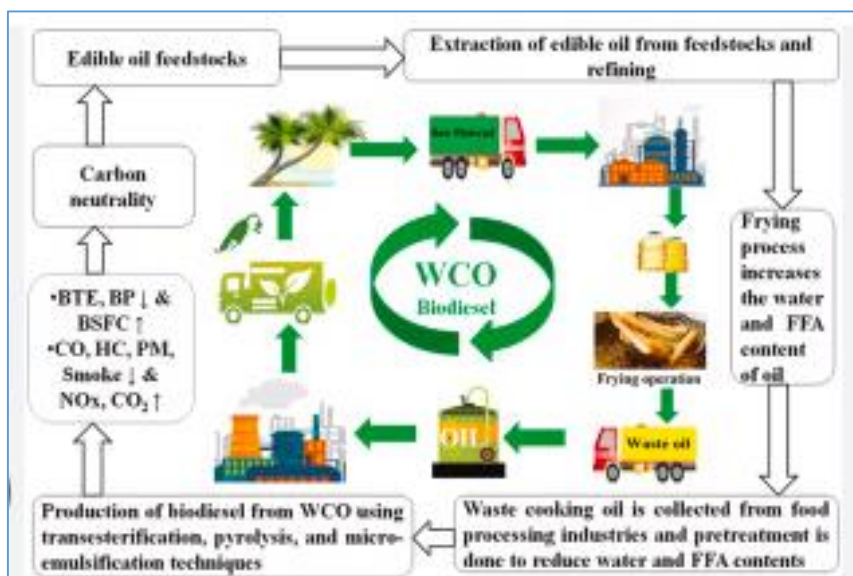 Edible oil feedstocks
Extraction of edible oil from feedstocks and
refining
Carbon
neutrality
WCO
Biodiesel
Frying
process
increases
the water
and FFA
content
of oil
•BTE, BP ↓ &
BSFC ↑
•CO, HC, PM,
Smoke ↓ &
NOx, CO₂ ↑
Frying operation
OIL
Waste oil
Production of biodiesel from WCO using
transesterification, pyrolysis, and micro-
emulsification techniques
Waste cooking oil is collected from food
processing industries and pretreatment is
done to reduce water and FFA contents